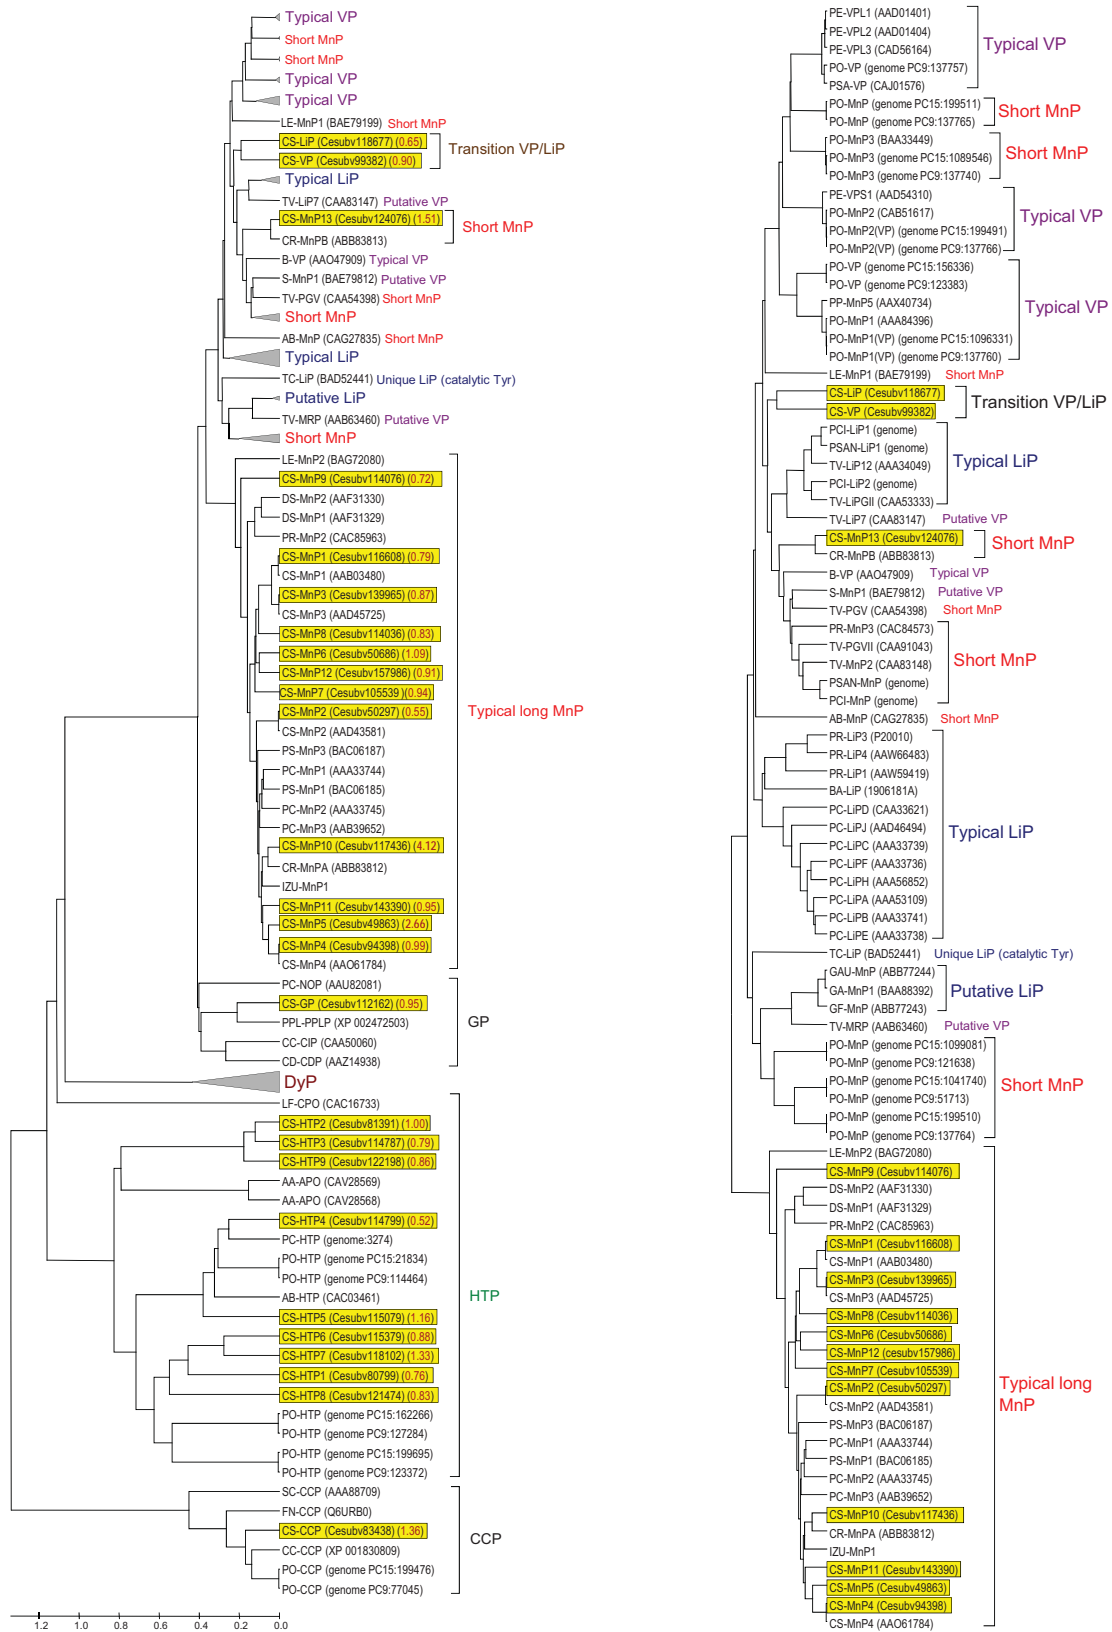 Typical VP
Short MnP
Short MnP
Typical VP
Typical VP
LE-MnP1 (BAE79199) Short MnP
CS-LiP (Cesubv118677) (0.65)
Transition VP/LiP
CS-VP (Cesubv99382) (0.90)
Typical LiP
TV-LiP7 (CAA83147) Putative VP
CS-MnP13 (Cesubv124076) (1.51)
Short MnP
CR-MnPB (ABB83813)
B-VP (AAO47909) Typical VP
S-MnP1 (BAE79812) Putative VP
TV-PGV (CAA54398) Short MnP
Short MnP
AB-MnP (CAG27835) Short MnP
Typical LiP
TC-LiP (BAD52441) Unique LiP (catalytic Tyr)
Putative LiP
TV-MRP (AAB63460) Putative VP
Short MnP
LE-MnP2 (BAG72080)
CS-MnP9 (Cesubv114076) (0.72)
DS-MnP2 (AAF31330)
DS-MnP1 (AAF31329)
PR-MnP2 (CAC85963)
CS-MnP1 (Cesubv116608) (0.79)
CS-MnP1 (AAB03480)
CS-MnP3 (Cesubv139965) (0.87)
CS-MnP3 (AAD45725)
CS-MnP8 (Cesubv114036) (0.83)
CS-MnP6 (Cesubv50686) (1.09)
CS-MnP12 (Cesubv157986) (0.91)
CS-MnP7 (Cesubv105539) (0.94)
CS-MnP2 (Cesubv50297) (0.55)
Typical long MnP
CS-MnP2 (AAD43581)
PS-MnP3 (BAC06187)
PC-MnP1 (AAA33744)
PS-MnP1 (BAC06185)
PC-MnP2 (AAA33745)
PC-MnP3 (AAB39652)
CS-MnP10 (Cesubv117436) (4.12)
CR-MnPA (ABB83812)
IZU-MnP1
CS-MnP11 (Cesubv143390) (0.95)
CS-MnP5 (Cesubv49863) (2.66)
CS-MnP4 (Cesubv94398) (0.99)
CS-MnP4 (AAO61784)
PC-NOP (AAU82081)
CS-GP (Cesubv112162) (0.95)
GP
PPL-PPLP (XP 002472503)
CC-CIP (CAA50060)
CD-CDP (AAZ14938)
DyP
LF-CPO (CAC16733)
CS-HTP2 (Cesubv81391) (1.00)
CS-HTP3 (Cesubv114787) (0.79)
CS-HTP9 (Cesubv122198) (0.86)
AA-APO (CAV28569)
AA-APO (CAV28568)
CS-HTP4 (Cesubv114799) (0.52)
PC-HTP (genome:3274)
PO-HTP (genome PC15:21834)
PO-HTP (genome PC9:114464)
AB-HTP (CAC03461)
HTP
CS-HTP5 (Cesubv115079) (1.16)
CS-HTP6 (Cesubv115379) (0.88)
CS-HTP7 (Cesubv118102) (1.33)
CS-HTP1 (Cesubv80799) (0.76)
CS-HTP8 (Cesubv121474) (0.83)
PO-HTP (genome PC15:162266)
PO-HTP (genome PC9:127284)
PO-HTP (genome PC15:199695)
PO-HTP (genome PC9:123372)
SC-CCP (AAA88709)
FN-CCP (Q6URB0)
CS-CCP (Cesubv83438) (1.36)
CCP
CC-CCP (XP 001830809)
PO-CCP (genome PC15:199476)
PO-CCP (genome PC9:77045)
1.2 1.0 0.8 0.6 0.4 0.2 0.0
PE-VPL1 (AAD01401)
PE-VPL2 (AAD01404)
Typical VP
PE-VPL3 (CAD56164)
PO-VP (genome PC9:137757)
PSA-VP (CAJ01576)
PO-MnP (genome PC15:199511)
Short MnP
PO-MnP (genome PC9:137765)
PO-MnP3 (BAA33449)
Short MnP
PO-MnP3 (genome PC15:1089546)
PO-MnP3 (genome PC9:137740)
PE-VPS1 (AAD54310)
PO-MnP2 (CAB51617)
Typical VP
PO-MnP2(VP) (genome PC15:199491)
PO-MnP2(VP) (genome PC9:137766)
PO-VP (genome PC15:156336)
PO-VP (genome PC9:123383)
PP-MnP5 (AAX40734)
Typical VP
PO-MnP1 (AAA84396)
PO-MnP1(VP) (genome PC15:1096331)
PO-MnP1(VP) (genome PC9:137760)
LE-MnP1 (BAE79199) Short MnP
CS-LiP (Cesubv118677)
Transition VP/LiP
CS-VP (Cesubv99382)
PCI-LiP1 (genome)
PSAN-LiP1 (genome)
Typical LiP
TV-LiP12 (AAA34049)
PCI-LiP2 (genome)
TV-LiPGII (CAA53333)
TV-LiP7 (CAA83147) Putative VP
CS-MnP13 (Cesubv124076)
Short MnP
CR-MnPB (ABB83813)
B-VP (AAO47909) Typical VP
S-MnP1 (BAE79812) Putative VP
TV-PGV (CAA54398) Short MnP
PR-MnP3 (CAC84573)
TV-PGVII (CAA91043)
Short MnP
TV-MnP2 (CAA83148)
PSAN-MnP (genome)
PCI-MnP (genome)
AB-MnP (CAG27835) Short MnP
PR-LiP3 (P20010)
PR-LiP4 (AAW66483)
PR-LiP1 (AAW59419)
BA-LiP (1906181A)
PC-LiPD (CAA33621)
PC-LiPJ (AAD46494)
Typical LiP
PC-LiPC (AAA33739)
PC-LiPF (AAA33736)
PC-LiPH (AAA56852)
PC-LiPA (AAA53109)
PC-LiPB (AAA33741)
PC-LiPE (AAA33738)
TC-LiP (BAD52441) Unique LiP (catalytic Tyr)
GAU-MnP (ABB77244)
GA-MnP1 (BAA88392)
Putative LiP
GF-MnP (ABB77243)
TV-MRP (AAB63460) Putative VP
PO-MnP (genome PC15:1099081)
PO-MnP (genome PC9:121638)
PO-MnP (genome PC15:1041740)
Short MnP
PO-MnP (genome PC9:51713)
PO-MnP (genome PC15:199510)
PO-MnP (genome PC9:137764)
LE-MnP2 (BAG72080)
CS-MnP9 (Cesubv114076)
DS-MnP2 (AAF31330)
DS-MnP1 (AAF31329)
PR-MnP2 (CAC85963)
CS-MnP1 (Cesubv116608)
CS-MnP1 (AAB03480)
CS-MnP3 (Cesubv139965)
CS-MnP3 (AAD45725)
CS-MnP8 (Cesubv114036)
CS-MnP6 (Cesubv50686)
CS-MnP12 (cesubv157986)
CS-MnP7 (Cesubv105539)
Typical long
MnP
CS-MnP2 (Cesubv50297)
CS-MnP2 (AAD43581)
PS-MnP3 (BAC06187)
PC-MnP1 (AAA33744)
PS-MnP1 (BAC06185)
PC-MnP2 (AAA33745)
PC-MnP3 (AAB39652)
CS-MnP10 (Cesubv117436)
CR-MnPA (ABB83812)
IZU-MnP1
CS-MnP11 (Cesubv143390)
CS-MnP5 (Cesubv49863)
CS-MnP4 (Cesubv94398)
CS-MnP4 (AAO61784)